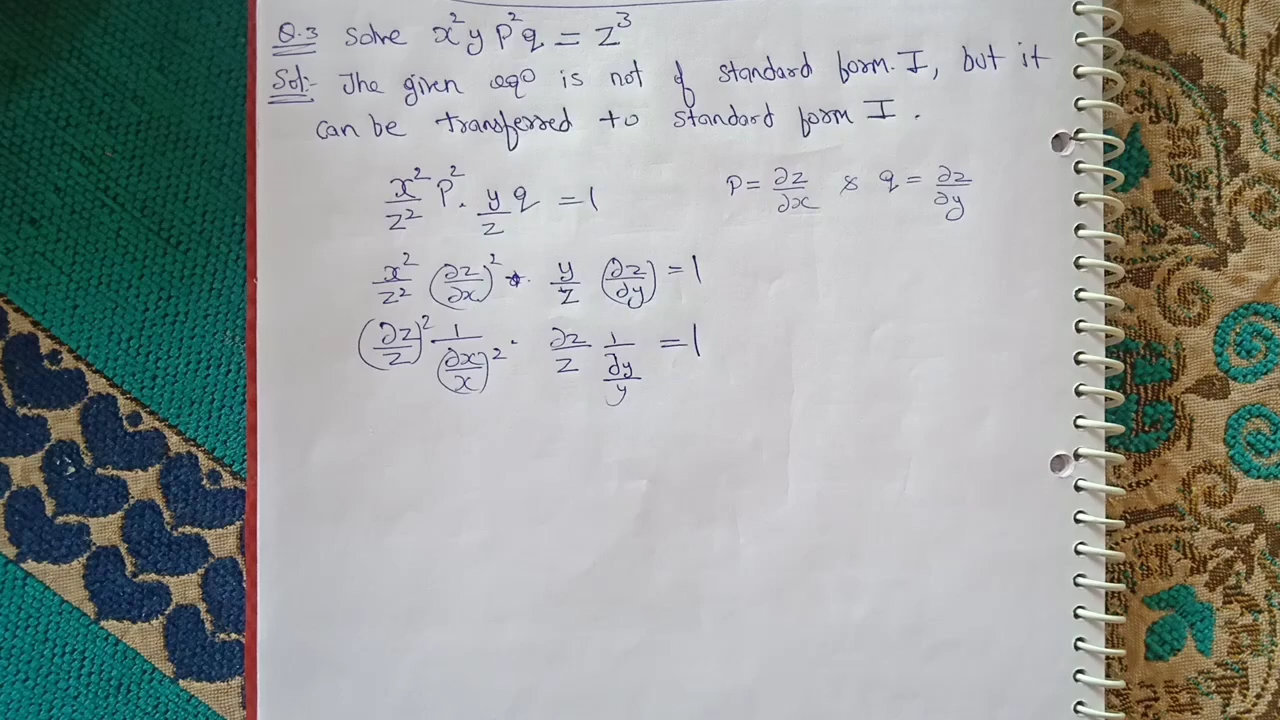 Q.3 Solve x²y p²q = z³
Sol:- The given eqn is not of standard form I, but it
can be transferred to standard form I.
x²/z² p². y/z q = 1    p = ∂z/∂x & q = ∂z/∂y
x²/z² (∂z/∂x)² . y/z (∂z/∂y) = 1
(∂z/z)² 1/(∂x/x)² . ∂z/z 1/(∂y/y) = 1